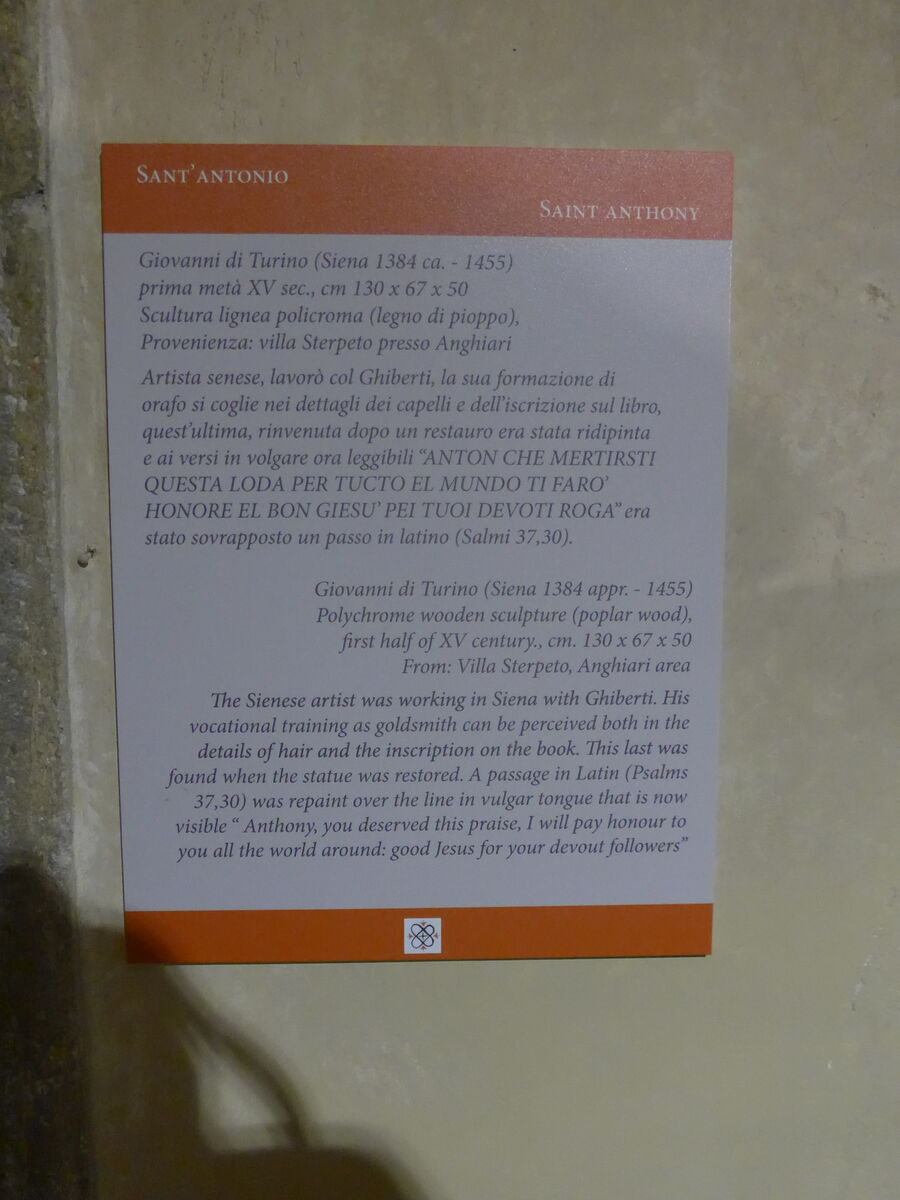 Sant'antonio
Saint anthony
Giovanni di Turino (Siena 1384 ca. - 1455)
prima metà XV sec., cm 130 x 67 x 50
Scultura lignea policroma (legno di pioppo),
Provenienza: villa Sterpeto presso Anghiari
Artista senese, lavorò col Ghiberti, la sua formazione di
orafo si coglie nei dettagli dei capelli e dell'iscrizione sul libro,
quest'ultima, rinvenuta dopo un restauro era stata ridipinta
e ai versi in volgare ora leggibili "ANTON CHE MERTIRSTI
QUESTA LODA PER TUCTO EL MUNDO TI FARO'
HONORE EL BON GIESU' PEI TUOI DEVOTI ROGA" era
stato sovrapposto un passo in latino (Salmi 37,30).
Giovanni di Turino (Siena 1384 appr. - 1455)
Polychrome wooden sculpture (poplar wood),
first half of XV century., cm. 130 x 67 x 50
From: Villa Sterpeto, Anghiari area
The Sienese artist was working in Siena with Ghiberti. His
vocational training as goldsmith can be perceived both in the
details of hair and the inscription on the book. This last was
found when the statue was restored. A passage in Latin (Psalms
37,30) was repaint over the line in vulgar tongue that is now
visible " Anthony, you deserved this praise, I will pay honour to
you all the world around: good Jesus for your devout followers"